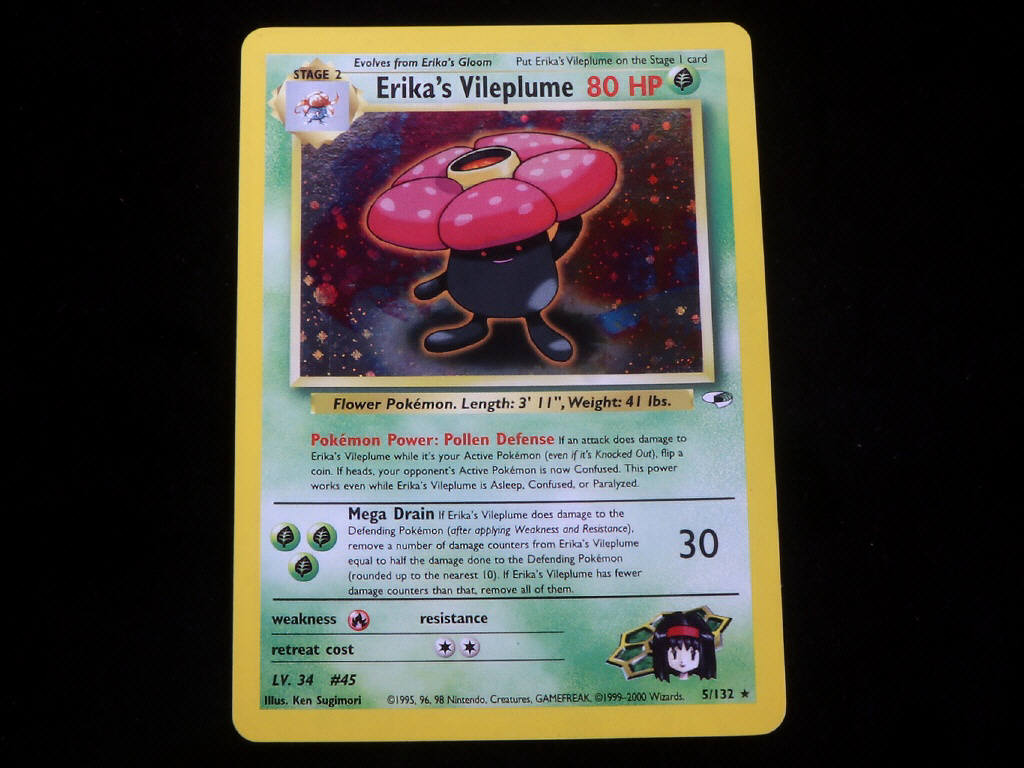 Evolves from Erika's Gloom Put Erika's Vileplume on the Stage 1 card
STAGE 2
Erika's Vileplume 80 HP
Flower Pokémon. Length: 3' 11", Weight: 41 lbs.
Pokémon Power: Pollen Defense If an attack does damage to
Erika's Vileplume while it's your Active Pokémon (even if it's Knocked Out), flip a
coin. If heads, your opponent's Active Pokémon is now Confused. This power
works even while Erika's Vileplume is Asleep, Confused, or Paralyzed.
Mega Drain If Erika's Vileplume does damage to the
Defending Pokémon (after applying Weakness and Resistance),
remove a number of damage counters from Erika's Vileplume
equal to half the damage done to the Defending Pokémon
(rounded up to the nearest 10). If Erika's Vileplume has fewer
damage counters than that, remove all of them.
30
weakness resistance
retreat cost
LV. 34 #45
Illus. Ken Sugimori ©1995, 96, 98 Nintendo, Creatures, GAMEFREAK. ©1999-2000 Wizards. 5/132 ★